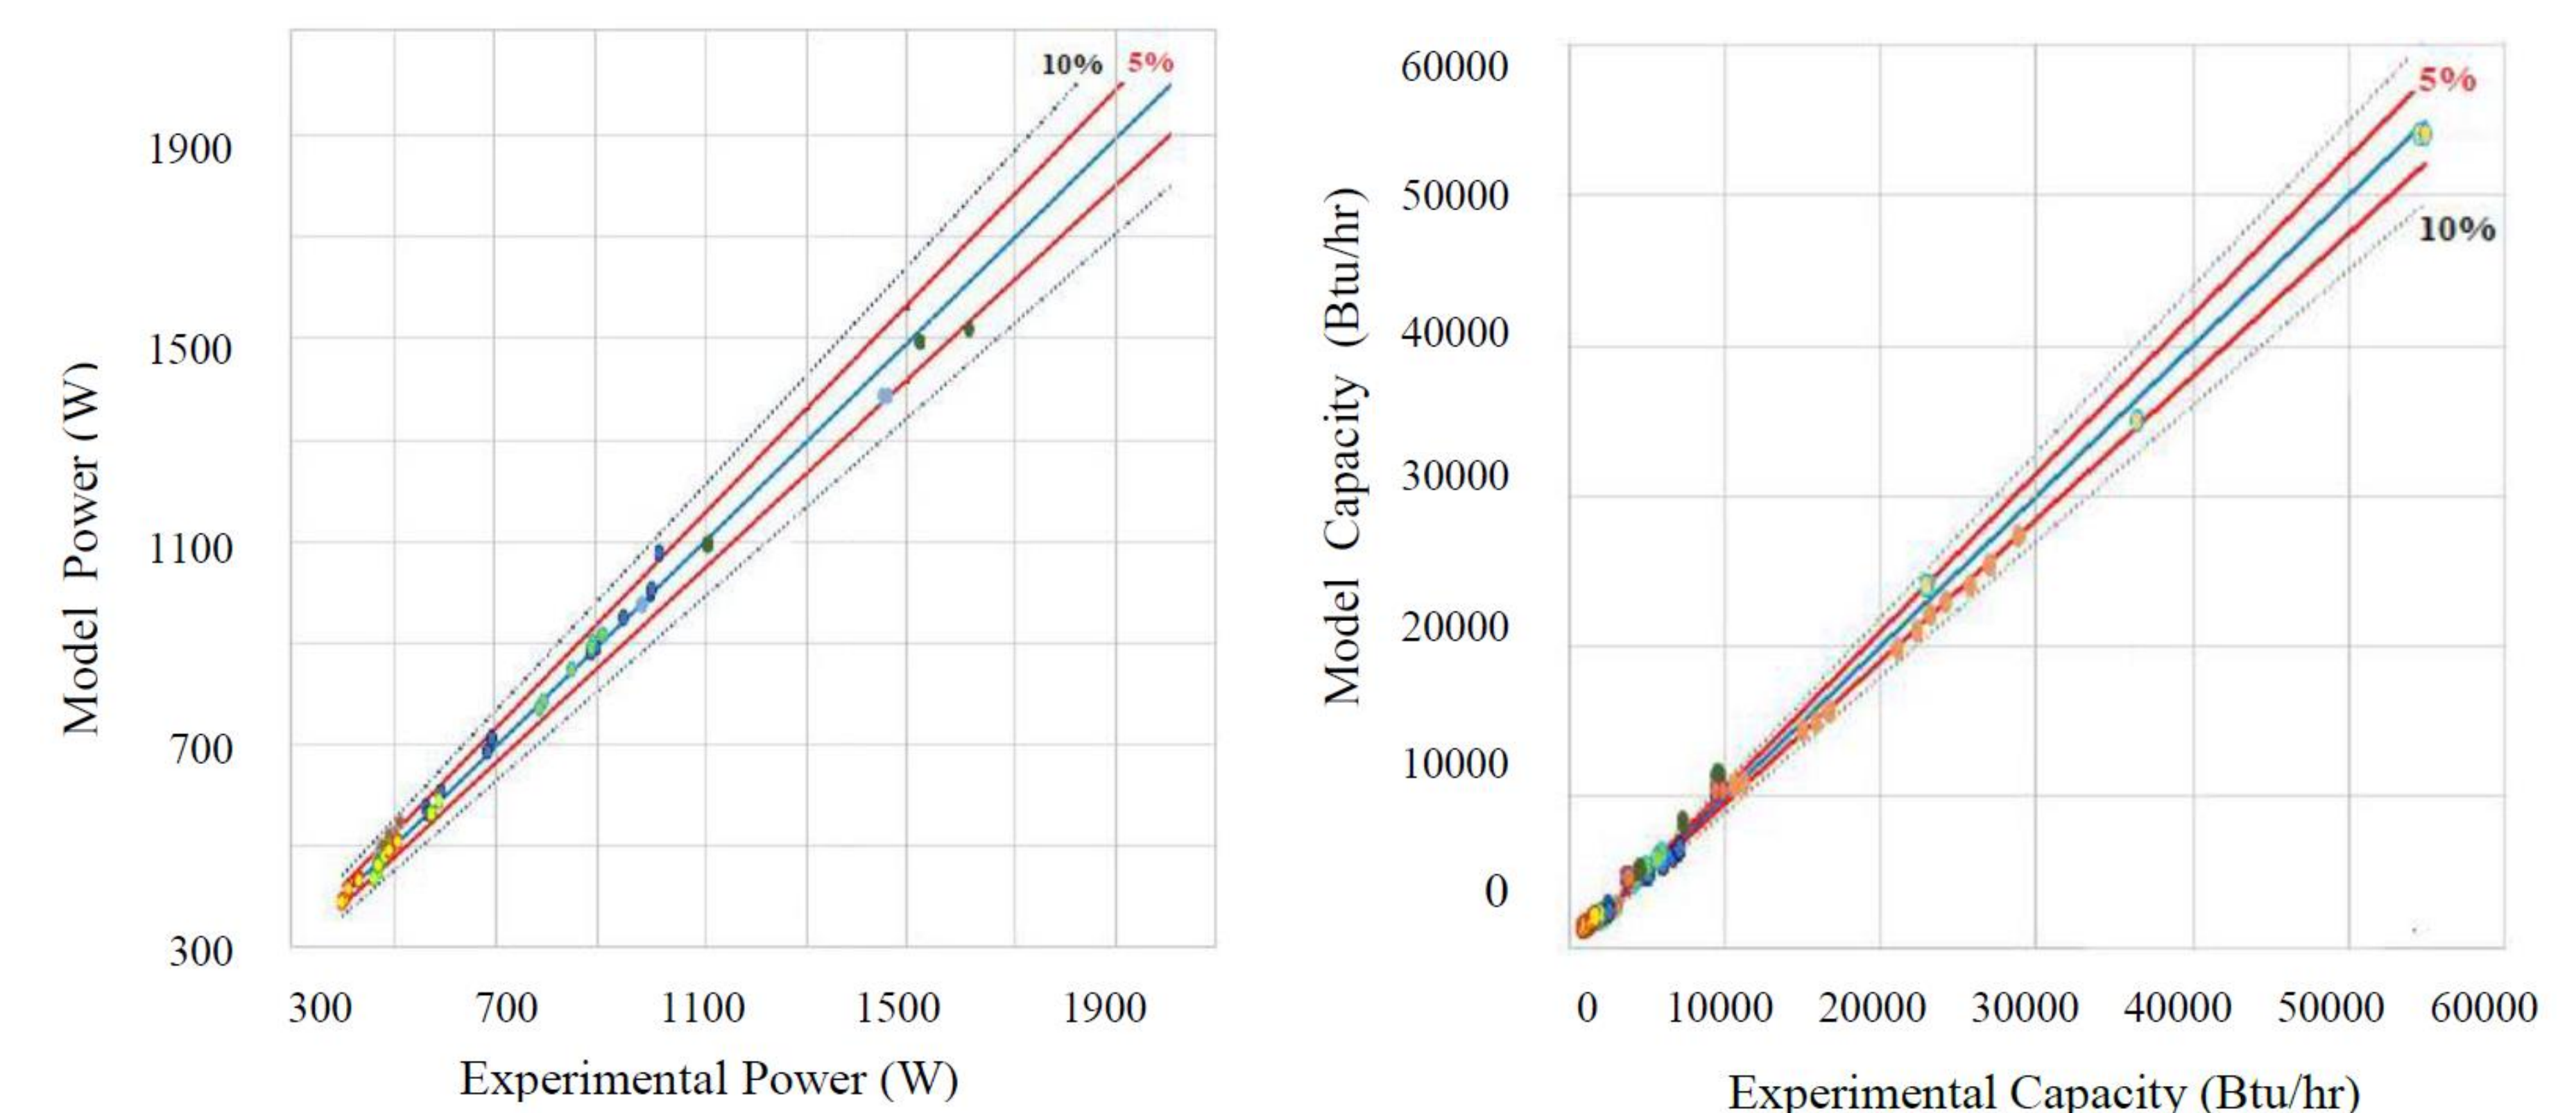 10% 5%
1900
1500
1100
700
300
Model Power (W)
300 700 1100 1500 1900
Experimental Power (W)
60000
50000
40000
30000
20000
10000
0
Model Capacity (Btu/hr)
5%
10%
0 10000 20000 30000 40000 50000 60000
Experimental Capacity (Btu/hr)